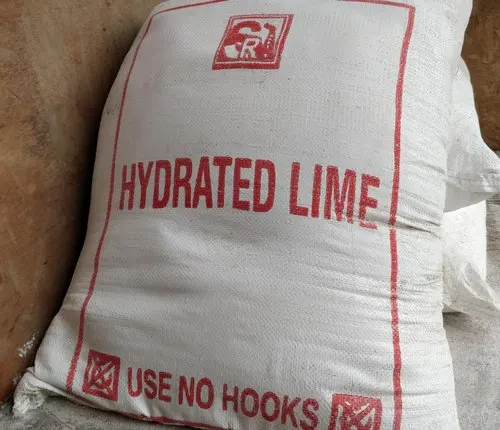 HYDRATED LIME
USE NO HOOKS